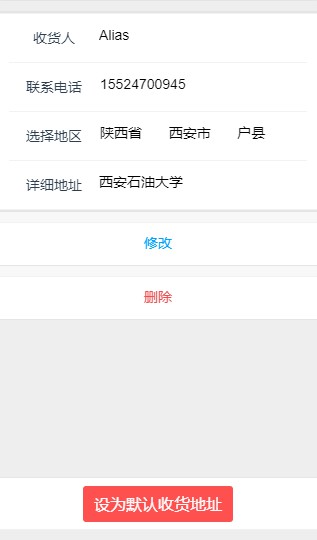 收货人 Alias
联系电话 15524700945
选择地区 陕西省 西安市 户县
详细地址 西安石油大学
修改
删除
设为默认收货地址